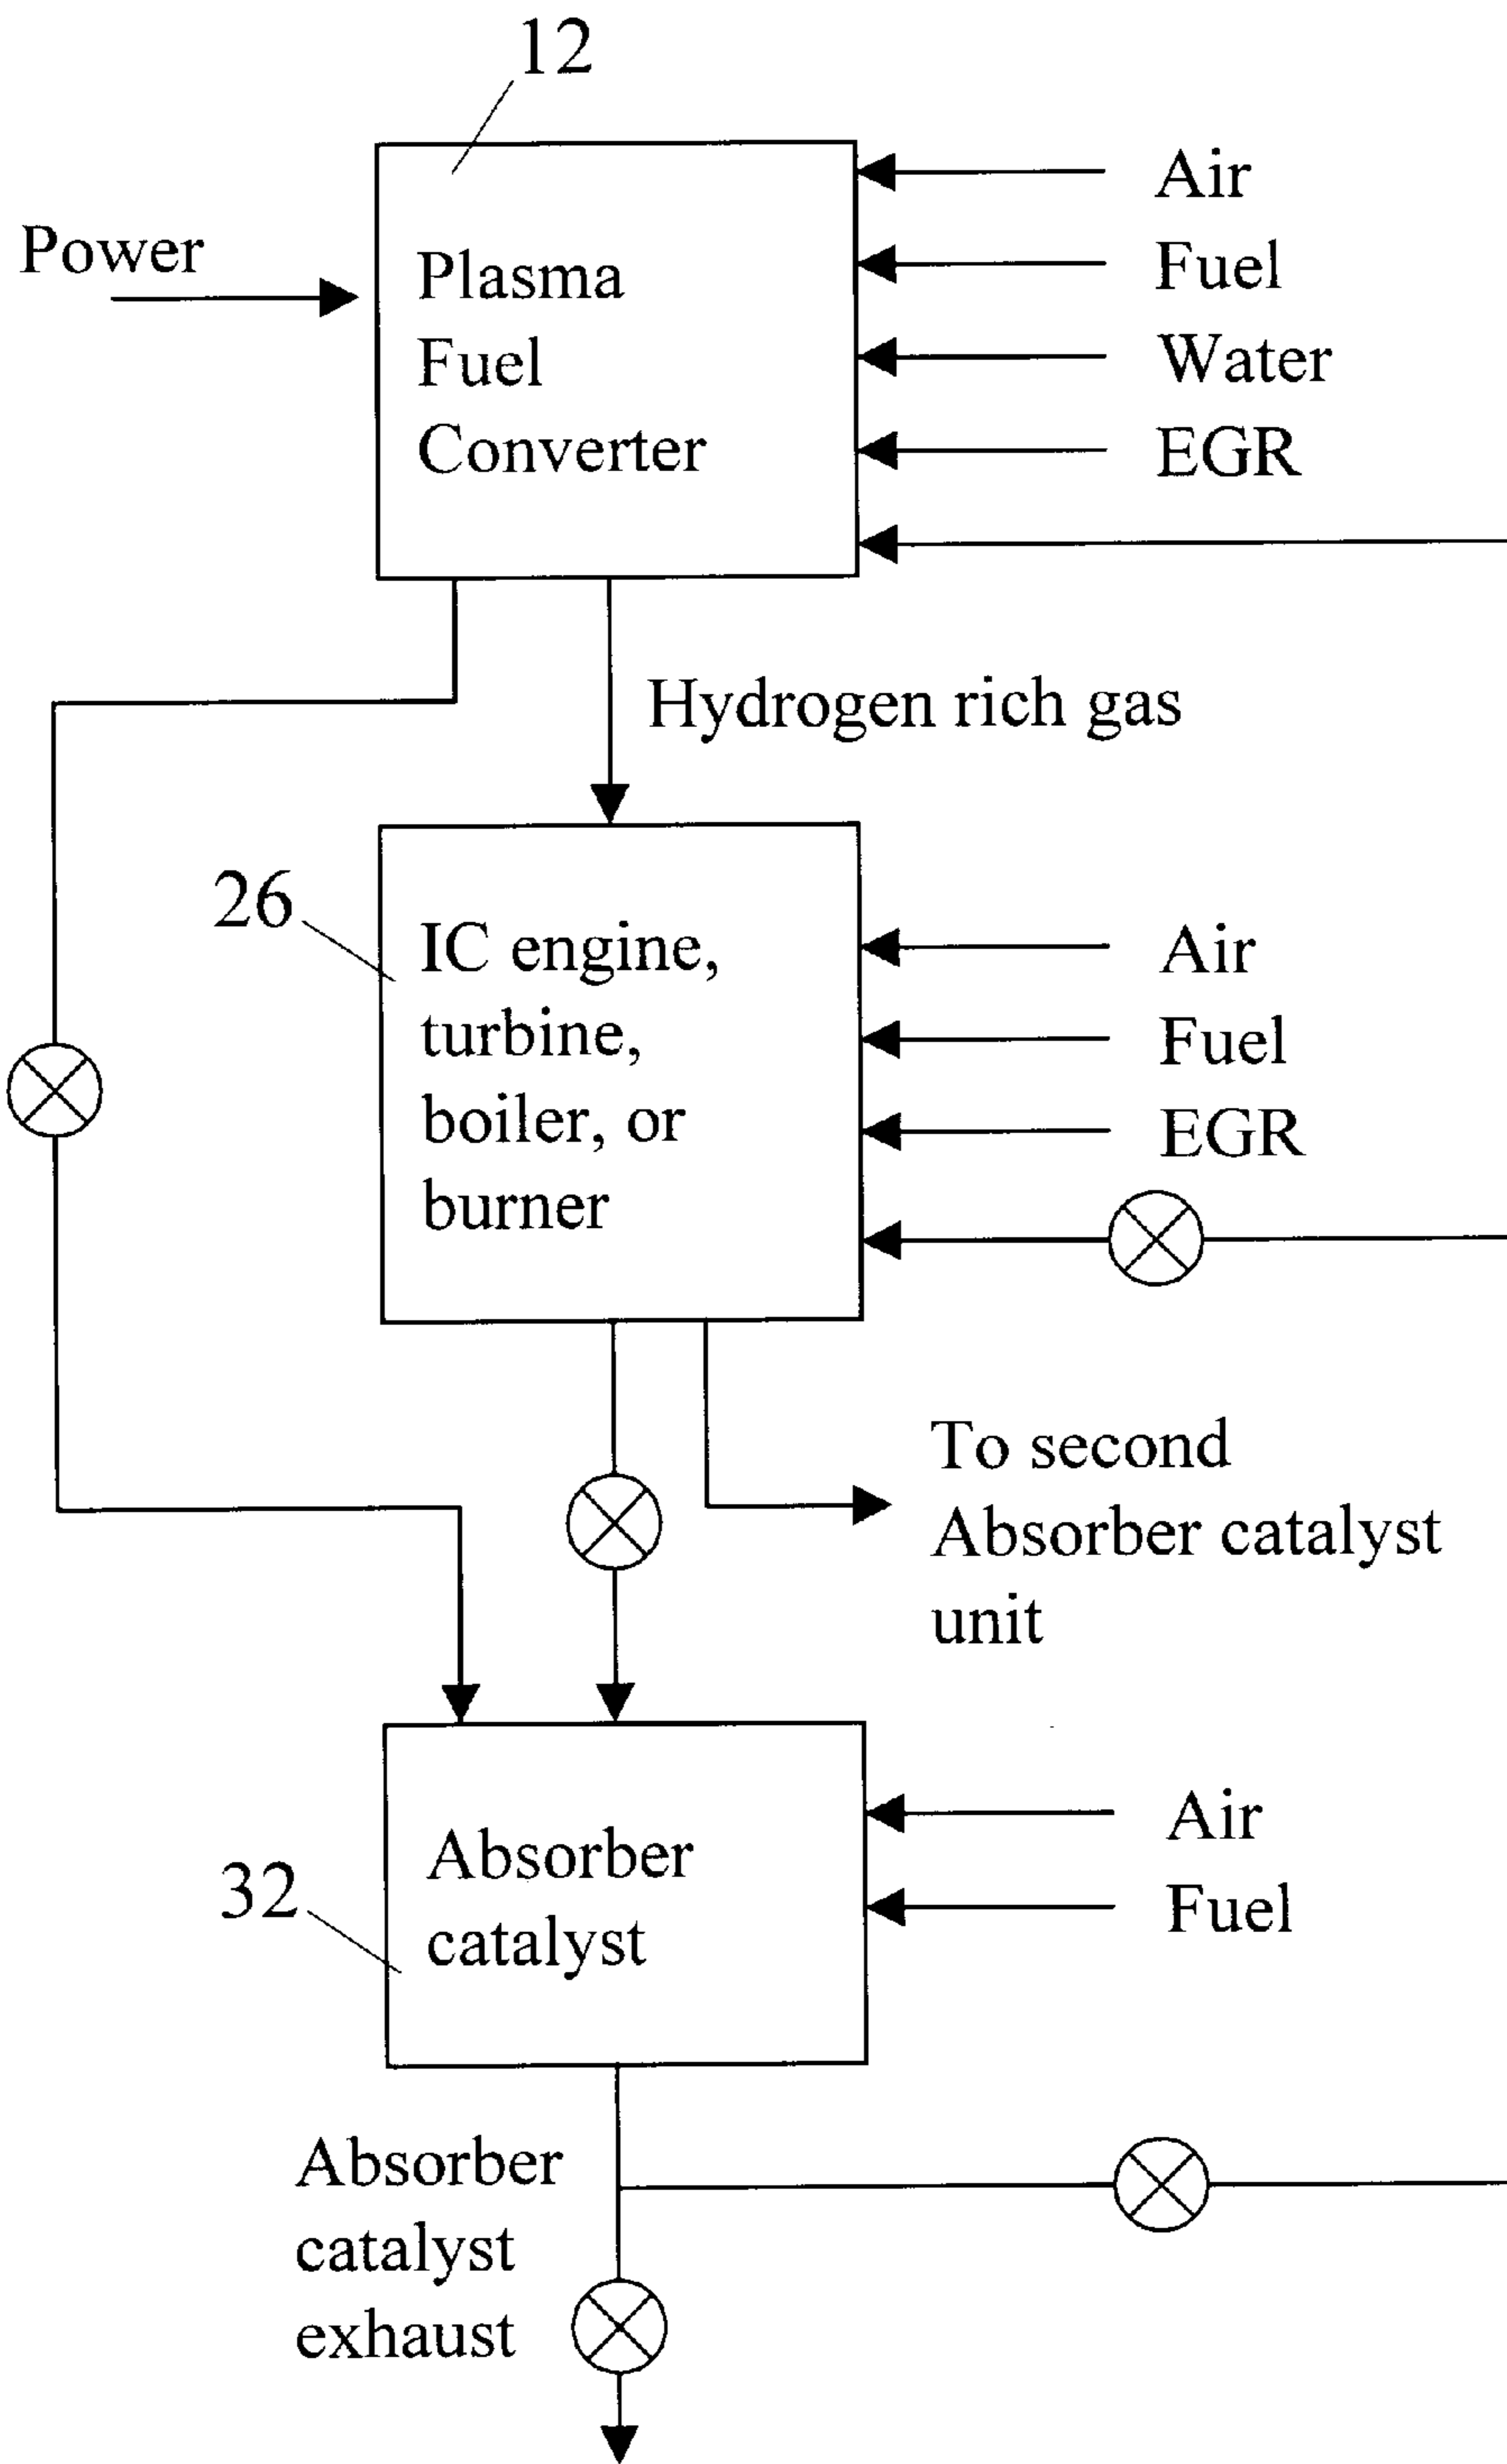 12
Power
Plasma
Fuel
Converter
Air
Fuel
Water
EGR
Hydrogen rich gas
26
IC engine,
turbine,
boiler, or
burner
Air
Fuel
EGR
To second
Absorber catalyst
unit
32
Absorber
catalyst
Air
Fuel
Absorber
catalyst
exhaust